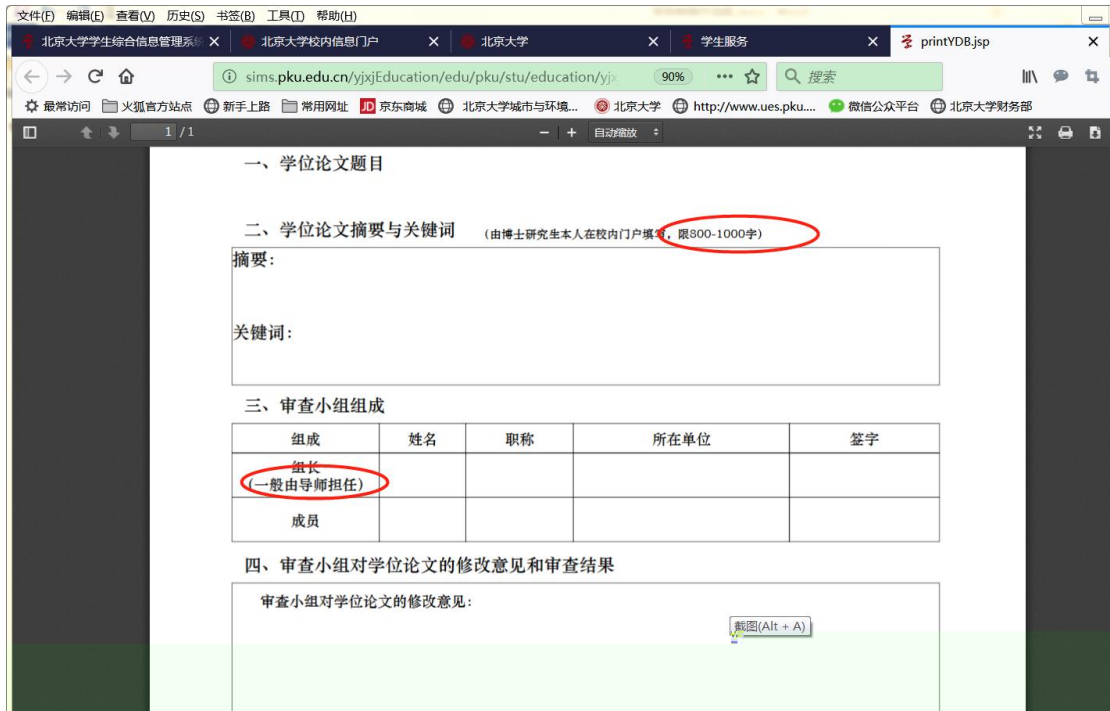 文件(F) 编辑(E) 查看(V) 历史(S) 书签(B) 工具(T) 帮助(H)
北京大学学生综合信息管理系统 北京大学校内信息门户 北京大学 学生服务 printYDB.jsp
sims.pku.edu.cn/yjxjEducation/edu/pku/stu/education/yjx 90% 搜索
最常访问 火狐官方站点 新手上路 常用网址 JD 京东商城 北京大学城市与环境... 北京大学 http://www.ues.pku.... 微信公众平台 北京大学财务部
1 /1 自动缩放
一、学位论文题目
二、学位论文摘要与关键词 (由博士研究生本人在校内门户填写，限800-1000字)
摘要：
关键词：
三、审查小组组成
组成 姓名 职称 所在单位 签字
组长
(一般由导师担任)
成员
四、审查小组对学位论文的修改意见和审查结果
审查小组对学位论文的修改意见：
截图(Alt + A)